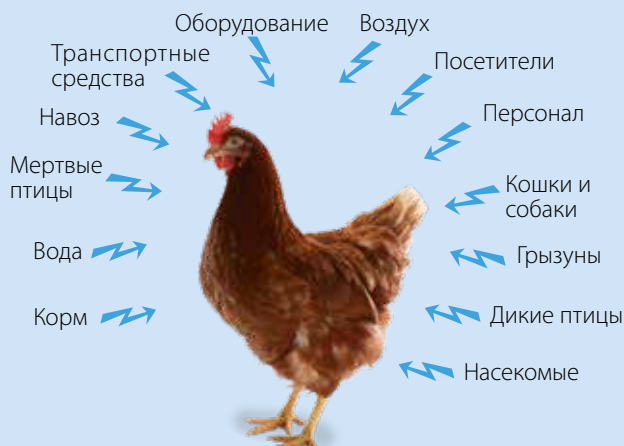 Оборудование
Воздух
Транспортные
средства
Посетители
Навоз
Персонал
Мертвые
птицы
Кошки и
собаки
Вода
Грызуны
Корм
Дикие птицы
Насекомые